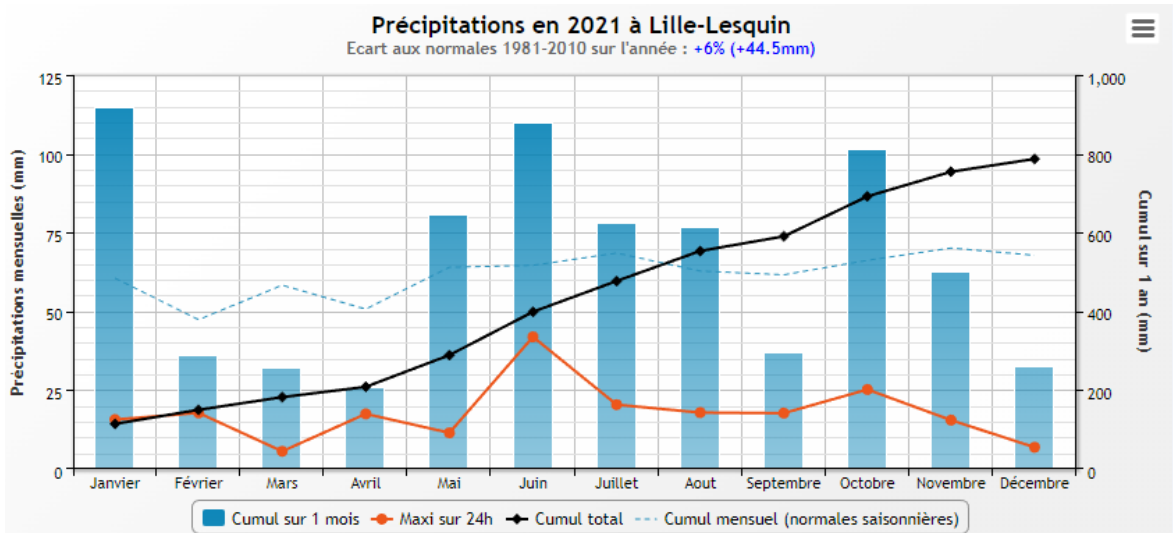 Précipitations en 2021 à Lille-Lesquin
Ecart aux normales 1981-2010 sur l'année : +6% (+44.5mm)
Précipitations mensuelles (mm)
125
100
75
50
25
0
Cumul sur 1 an (mm)
1,000
800
600
400
200
0
Janvier Février Mars Avril Mai Juin Juillet Aout Septembre Octobre Novembre Décembre
Cumul sur 1 mois Maxi sur 24h Cumul total Cumul mensuel (normales saisonnières)